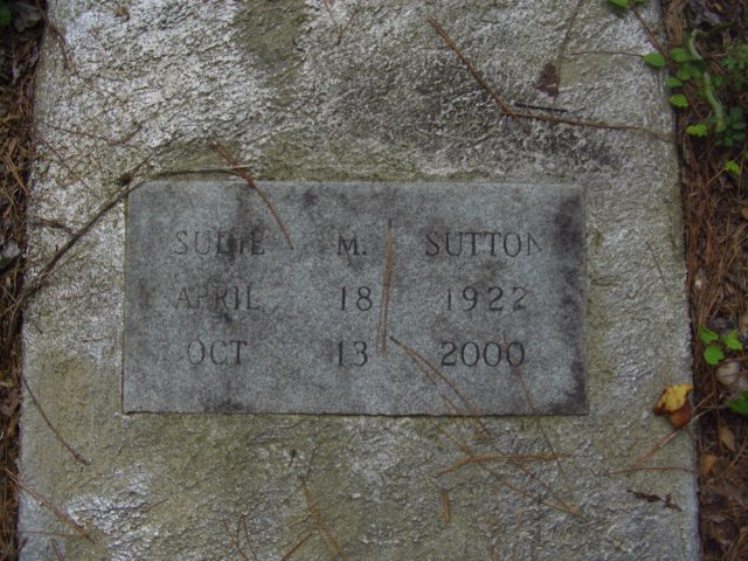 SUDIE M. SUTTON
APRIL 18 1922
OCT 13 2000